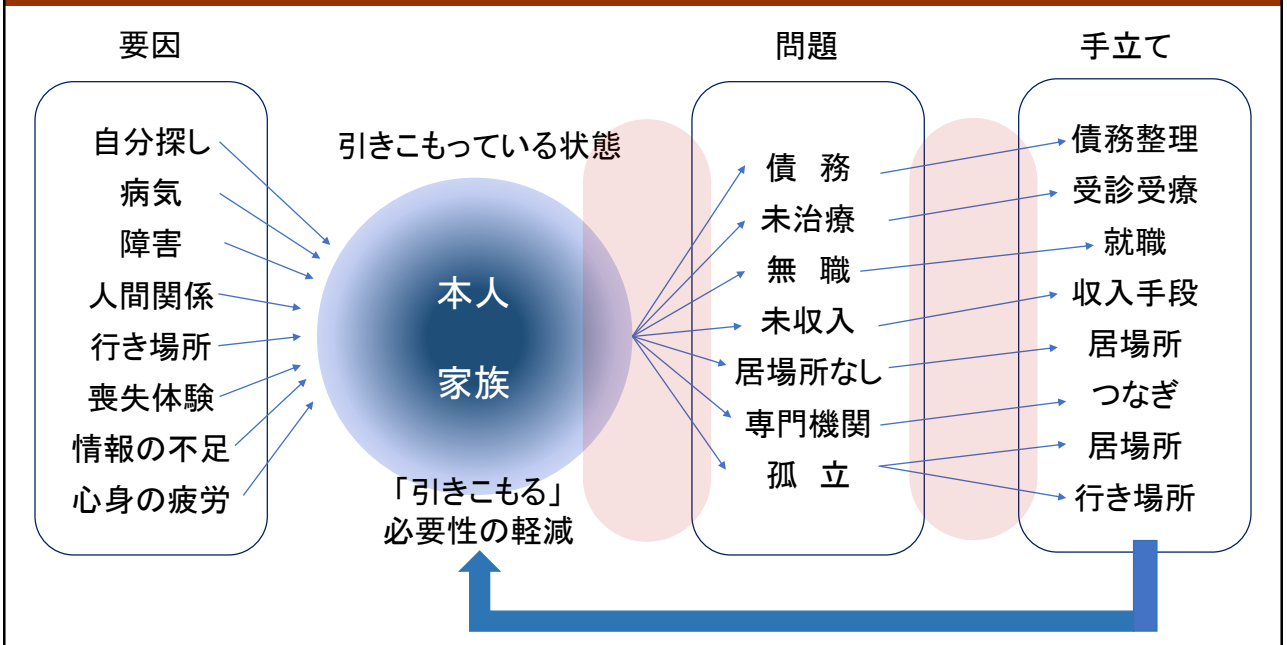 要因
自分探し
病気
障害
人間関係
行き場所
喪失体験
情報の不足
心身の疲労
引きこもっている状態
本人
家族
「引きこもる」
必要性の軽減
問題
債　務
未治療
無　職
未収入
居場所なし
専門機関
孤　立
手立て
債務整理
受診受療
就職
収入手段
居場所
つなぎ
居場所
行き場所